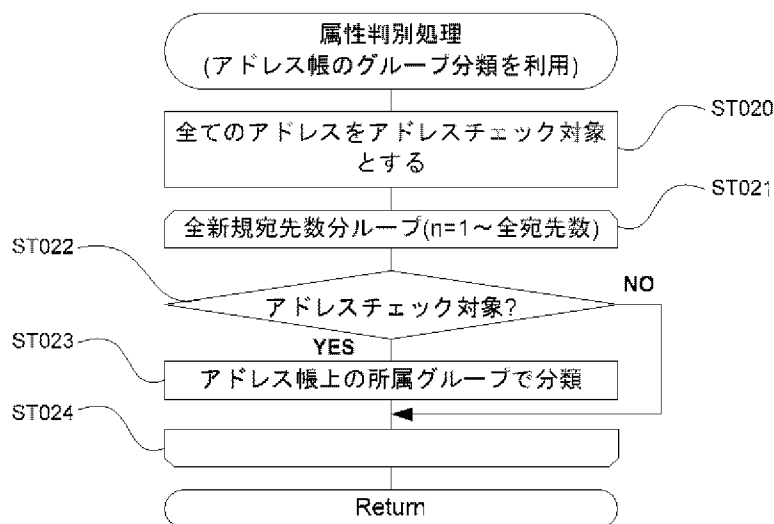 属性判別処理
(アドレス帳のグループ分類を利用)
ST020
全てのアドレスをアドレスチェック対象
とする
ST021
全新規宛先数分ループ(n=1～全宛先数)
ST022
NO
アドレスチェック対象?
YES
ST023
アドレス帳上の所属グループで分類
ST024
Return